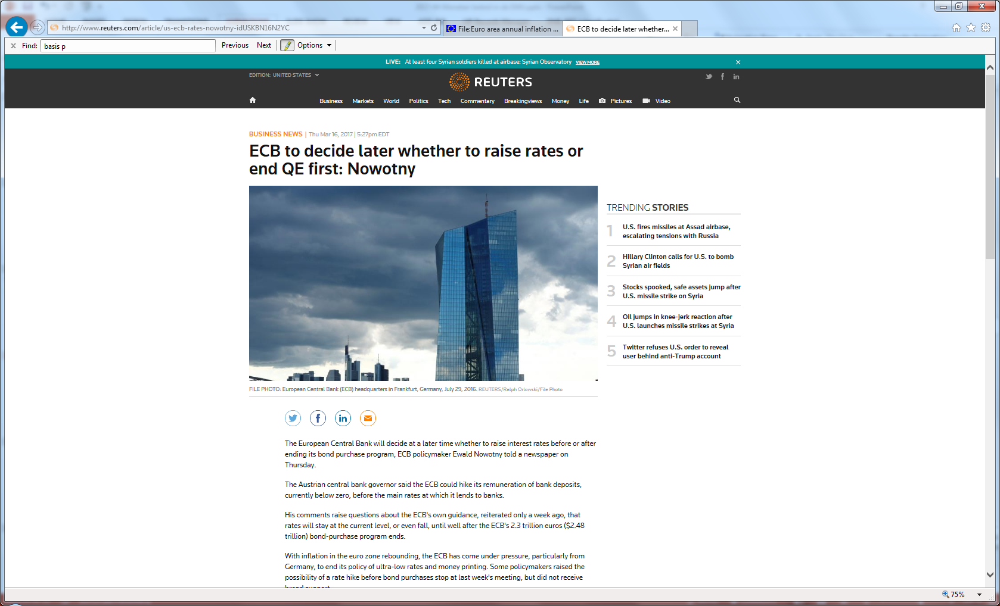 http://www.reuters.com/article/us-ecb-rates-nowotny-idUSKBN16N2YC
File:Euro area annual inflation ...
ECB to decide later whether...
Find: basis p
Previous Next Options
LIVE: At least four Syrian soldiers killed at airbase: Syrian Observatory VIEW MORE
EDITION: UNITED STATES
REUTERS
Business Markets World Politics Tech Commentary Breakingviews Money Life Pictures Video
BUSINESS NEWS | Thu Mar 16, 2017 | 5:27pm EDT
ECB to decide later whether to raise rates or
end QE first: Nowotny
FILE PHOTO: European Central Bank (ECB) headquarters in Frankfurt, Germany, July 29, 2016. REUTERS/Ralph Orlowski/File Photo
TRENDING STORIES
1 U.S. fires missiles at Assad airbase,
escalating tensions with Russia
2 Hillary Clinton calls for U.S. to bomb
Syrian air fields
3 Stocks spooked, safe assets jump after
U.S. missile strike on Syria
4 Oil jumps in knee-jerk reaction after
U.S. launches missile strikes at Syria
5 Twitter refuses U.S. order to reveal
user behind anti-Trump account
The European Central Bank will decide at a later time whether to raise interest rates before or after
ending its bond purchase program, ECB policymaker Ewald Nowotny told a newspaper on
Thursday.
The Austrian central bank governor said the ECB could hike its remuneration of bank deposits,
currently below zero, before the main rates at which it lends to banks.
His comments raise questions about the ECB's own guidance, reiterated only a week ago, that
rates will stay at the current level, or even fall, until well after the ECB's 2.3 trillion euros ($2.48
trillion) bond-purchase program ends.
With inflation in the euro zone rebounding, the ECB has come under pressure, particularly from
Germany, to end its policy of ultra-low rates and money printing. Some policymakers raised the
possibility of a rate hike before bond purchases stop at last week's meeting, but did not receive
75%